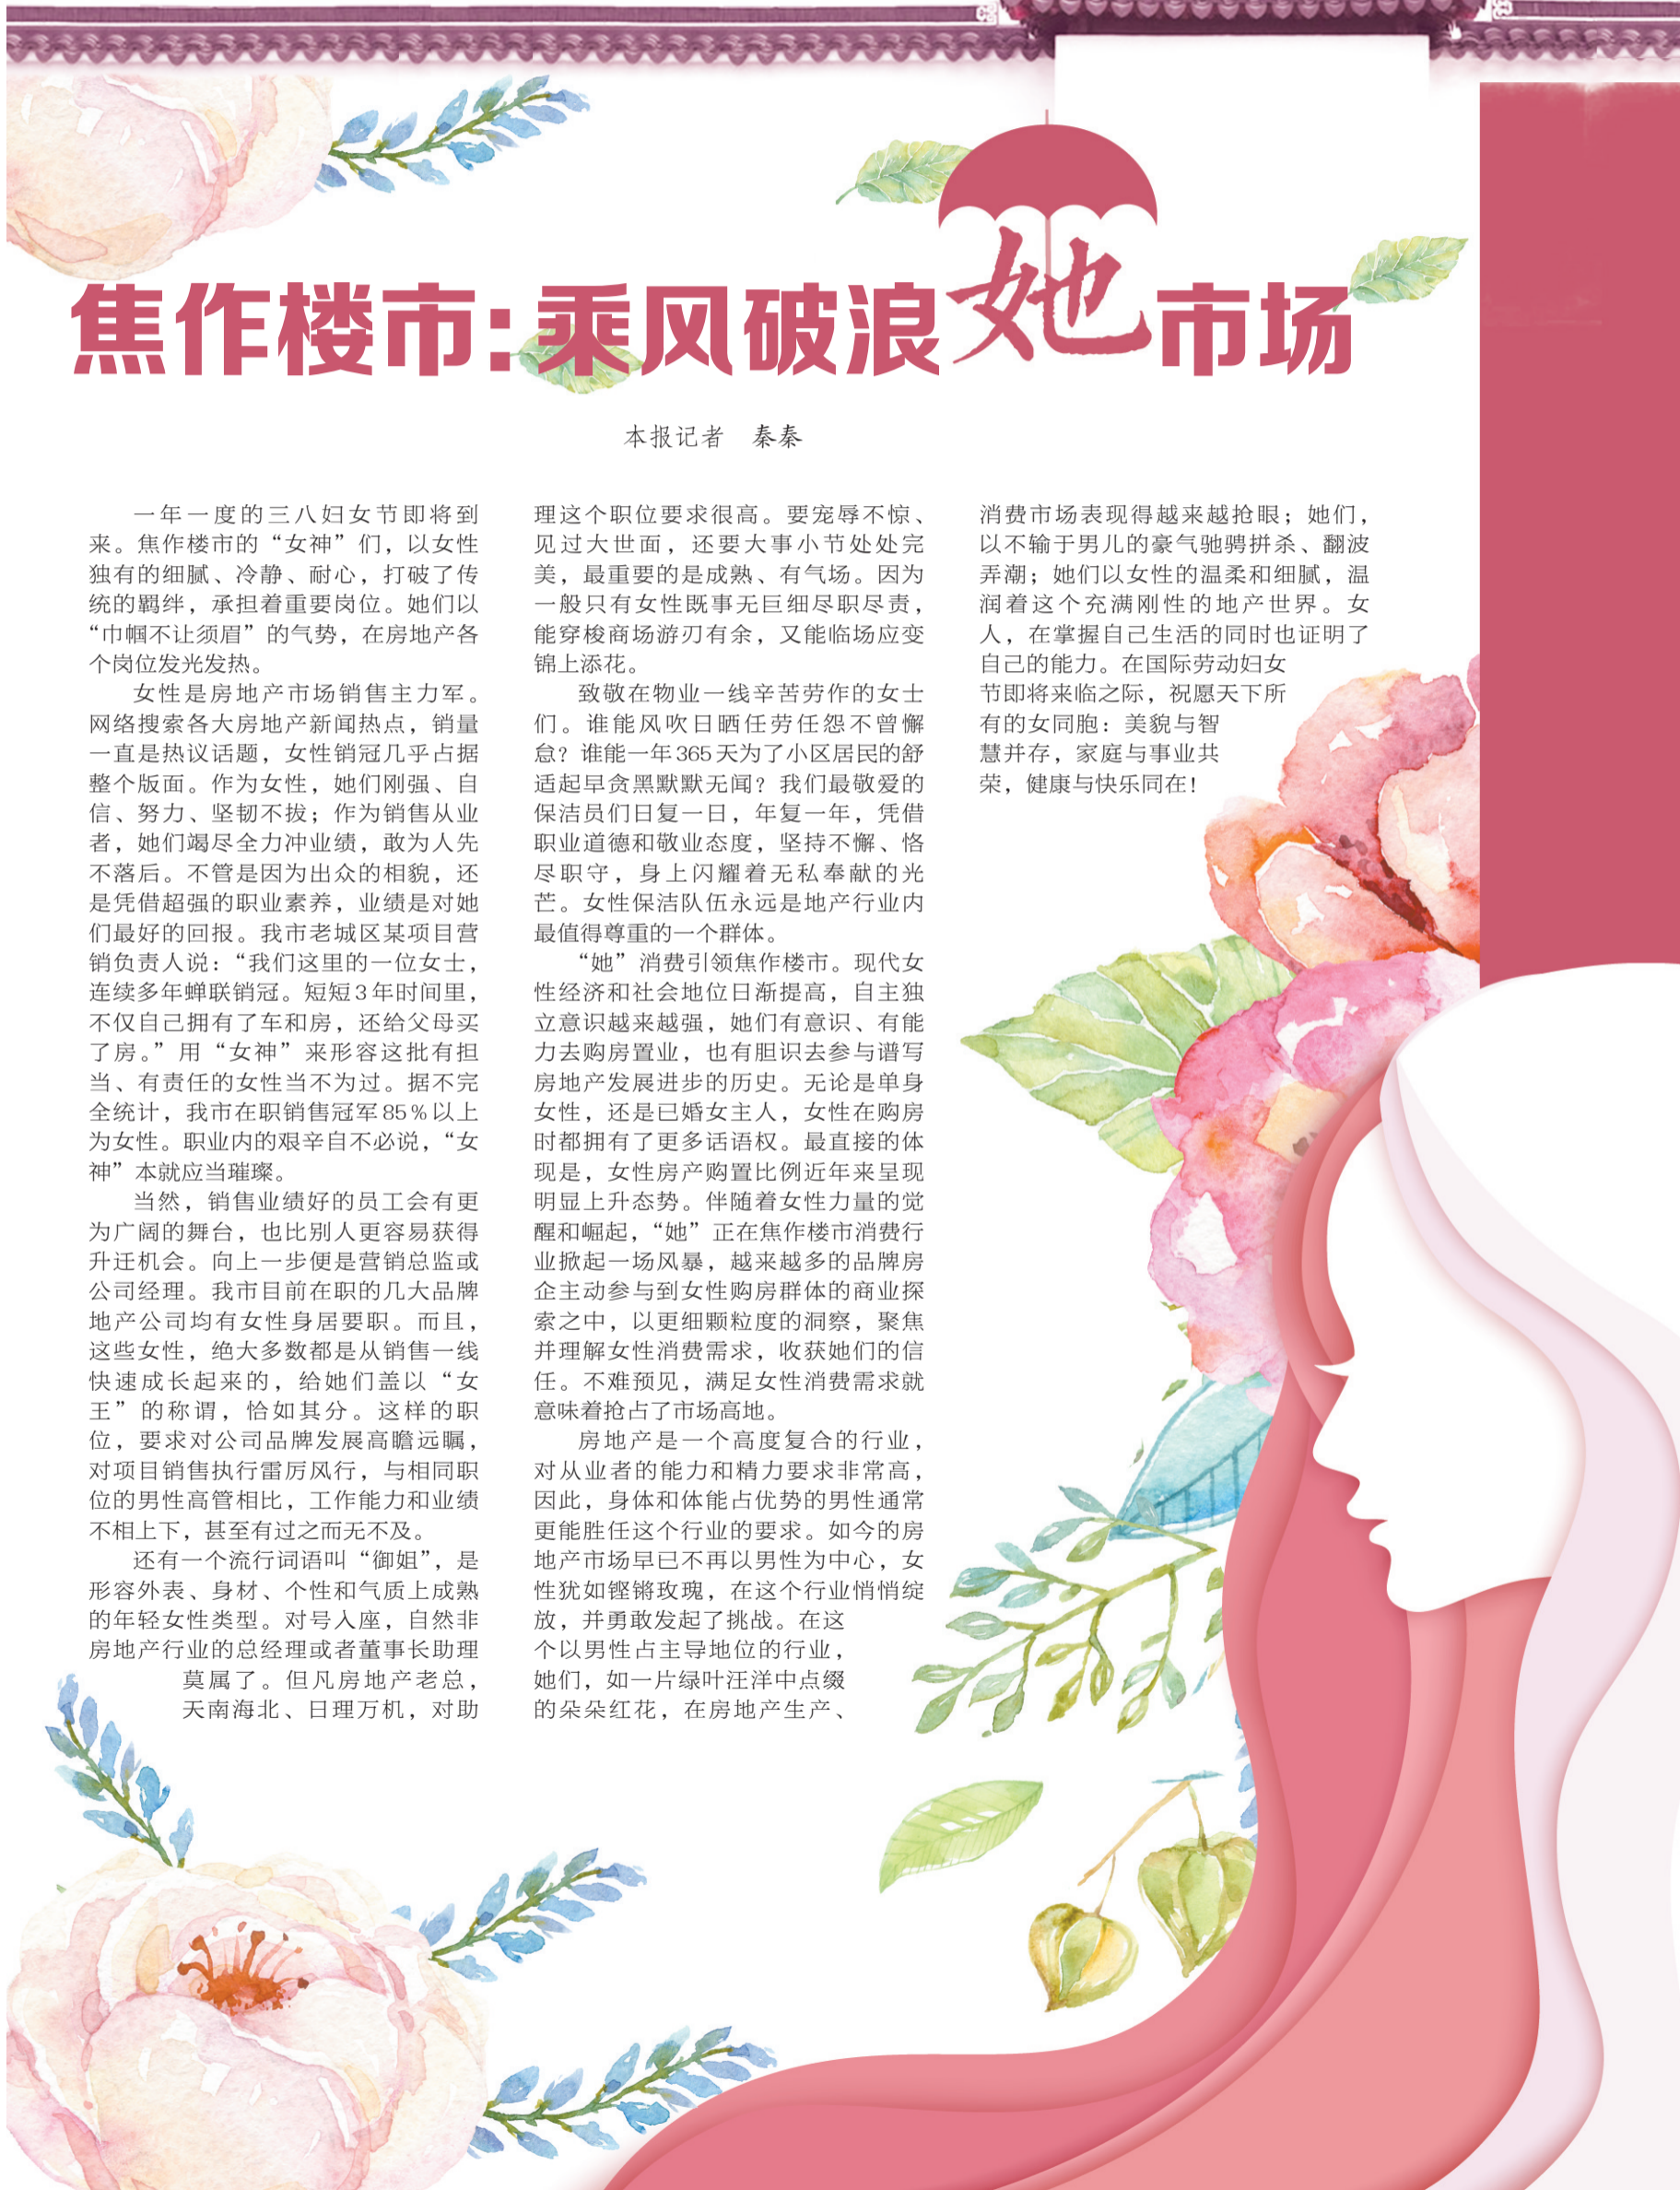 焦作楼市：乘风破浪她市场
本报记者　秦秦
一年一度的三八妇女节即将到
来。焦作楼市的“女神”们，以女性
独有的细腻、冷静、耐心，打破了传
统的羁绊，承担着重要岗位。她们以
“巾帼不让须眉”的气势，在房地产各
个岗位发光发热。
女性是房地产市场销售主力军。
网络搜索各大房地产新闻热点，销量
一直是热议话题，女性销冠几乎占据
整个版面。作为女性，她们刚强、自
信、努力、坚韧不拔；作为销售从业
者，她们竭尽全力冲业绩，敢为人先
不落后。不管是因为出众的相貌，还
是凭借超强的职业素养，业绩是对她
们最好的回报。我市老城区某项目营
销负责人说：“我们这里的一位女士，
连续多年蝉联销冠。短短3年时间里，
不仅自己拥有了车和房，还给父母买
了房。”用“女神”来形容这批有担
当、有责任的女性当不为过。据不完
全统计，我市在职销售冠军85％以上
为女性。职业内的艰辛自不必说，“女
神”本就应当璀璨。
当然，销售业绩好的员工会有更
为广阔的舞台，也比别人更容易获得
升迁机会。向上一步便是营销总监或
公司经理。我市目前在职的几大品牌
地产公司均有女性身居要职。而且，
这些女性，绝大多数都是从销售一线
快速成长起来的，给她们盖以“女
王”的称谓，恰如其分。这样的职
位，要求对公司品牌发展高瞻远瞩，
对项目销售执行雷厉风行，与相同职
位的男性高管相比，工作能力和业绩
不相上下，甚至有过之而无不及。
还有一个流行词语叫“御姐”，是
形容外表、身材、个性和气质上成熟
的年轻女性类型。对号入座，自然非
房地产行业的总经理或者董事长助理
莫属了。但凡房地产老总，
天南海北、日理万机，对助
理这个职位要求很高。要宠辱不惊、
见过大世面，还要大事小节处处完
美，最重要的是成熟、有气场。因为
一般只有女性既事无巨细尽职尽责，
能穿梭商场游刃有余，又能临场应变
锦上添花。
致敬在物业一线辛苦劳作的女士
们。谁能风吹日晒任劳任怨不曾懈
怠？谁能一年365天为了小区居民的舒
适起早贪黑默默无闻？我们最敬爱的
保洁员们日复一日，年复一年，凭借
职业道德和敬业态度，坚持不懈、恪
尽职守，身上闪耀着无私奉献的光
芒。女性保洁队伍永远是地产行业内
最值得尊重的一个群体。
“她”消费引领焦作楼市。现代女
性经济和社会地位日渐提高，自主独
立意识越来越强，她们有意识、有能
力去购房置业，也有胆识去参与谱写
房地产发展进步的历史。无论是单身
女性，还是已婚女主人，女性在购房
时都拥有了更多话语权。最直接的体
现是，女性房产购置比例近年来呈现
明显上升态势。伴随着女性力量的觉
醒和崛起，“她”正在焦作楼市消费行
业掀起一场风暴，越来越多的品牌房
企主动参与到女性购房群体的商业探
索之中，以更细颗粒度的洞察，聚焦
并理解女性消费需求，收获她们的信
任。不难预见，满足女性消费需求就
意味着抢占了市场高地。
房地产是一个高度复合的行业，
对从业者的能力和精力要求非常高，
因此，身体和体能占优势的男性通常
更能胜任这个行业的要求。如今的房
地产市场早已不再以男性为中心，女
性犹如铿锵玫瑰，在这个行业悄悄绽
放，并勇敢发起了挑战。在这
个以男性占主导地位的行业，
她们，如一片绿叶汪洋中点缀
的朵朵红花，在房地产生产、
消费市场表现得越来越抢眼；她们，
以不输于男儿的豪气驰骋拼杀、翻波
弄潮；她们以女性的温柔和细腻，温
润着这个充满刚性的地产世界。女
人，在掌握自己生活的同时也证明了
自己的能力。在国际劳动妇女
节即将来临之际，祝愿天下所
有的女同胞：美貌与智
慧并存，家庭与事业共
荣，健康与快乐同在！